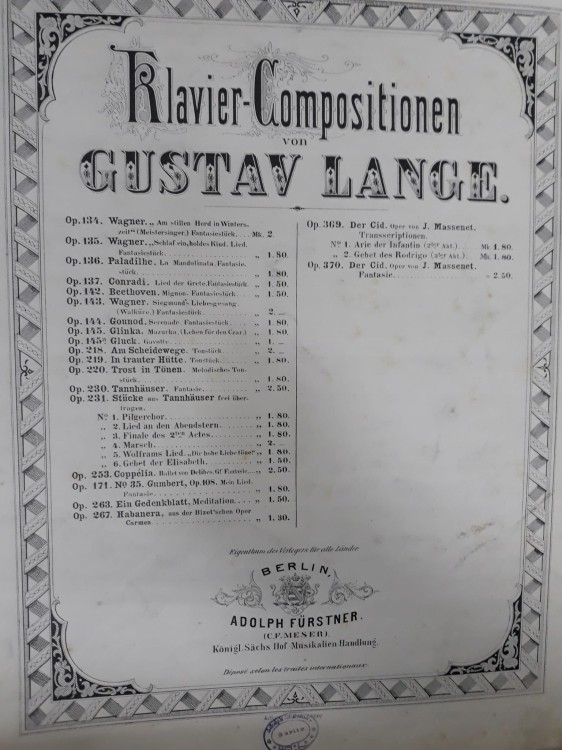 Klavier-Compositionen
von
GUSTAV LANGE.
Op. 134. Wagner. „Am stillen Herd in Winters-
zeit“ (Meistersinger.) Fantasiestück. Mk. 2.
Op. 135. Wagner. „Schlaf ein, holdes Kind. Lied.
Fantasiestück. „ 1. 80.
Op. 136. Paladilhe. La Mandolinata. Fantasie-
stück. „ 1. 80.
Op. 137. Conradi. Lied der Grete. Fantasiestück. „ 1. 50.
Op. 142. Beethoven. Mignon. Fantasiestück. „ 1. 50.
Op. 143. Wagner. Siegmund's Liebesgesang.
(Walküre.) Fantasiestück. „ 2. _
Op. 144. Gounod. Serenade. Fantasiestück. „ 1. 80.
Op. 145. Glinka. Mazurka. (Leben für den Czar.) „ 1. 80.
Op. 145a Gluck. Gavotte. „ 1. _
Op. 218. Am Scheidewege. Tonstück. „ 2. _
Op. 219. In trauter Hütte. Tonstück. „ 1. 80.
Op. 220. Trost in Tönen. Melodisches Ton-
stück. „ 1. 80.
Op. 230. Tannhäuser. Fantasie. „ 2. 50.
Op. 231. Stücke aus Tannhäuser frei über-
tragen.
No 1. Pilgerchor. „ 1. 80.
„ 2. Lied an den Abendstern. „ 1. 80.
„ 3. Finale des 2ten Actes. „ 1. 80.
„ 4. Marsch. „ 2. _
„ 5. Wolframs Lied. „Dir hohe Liebe töne“ „ 1. 80.
„ 6. Gebet der Elisabeth. „ 1. 50.
Op. 253. Coppélia. Ballet von Delibes. Gr. Fantasie. „ 2. 50.
Op. 171. No 35. Gumbert, Op. 108. Mein Lied.
Fantasie. „ 1. 80.
Op. 263. Ein Gedenkblatt, Meditation. „ 1. 50.
Op. 267. Habanera, aus der Bizet'schen Oper
Carmen. „ 1. 30.
Op. 369. Der Cid. Oper von J. Massenet.
Transscriptionen.
No 1. Arie der Infantin (2ter Akt.) Mk 1. 80.
„ 2. Gebet des Rodrigo (3ter Akt.) Mk 1. 80.
Op. 370. Der Cid. Oper von J. Massenet.
Fantasie. „ 2. 50.
Eigenthum des Verlegers für alle Länder
BERLIN,
ADOLPH FÜRSTNER.
(C.F. MESER).
Königl. Sächs. Hof-Musikalien Handlung.
Déposé selon les traités internationaux.